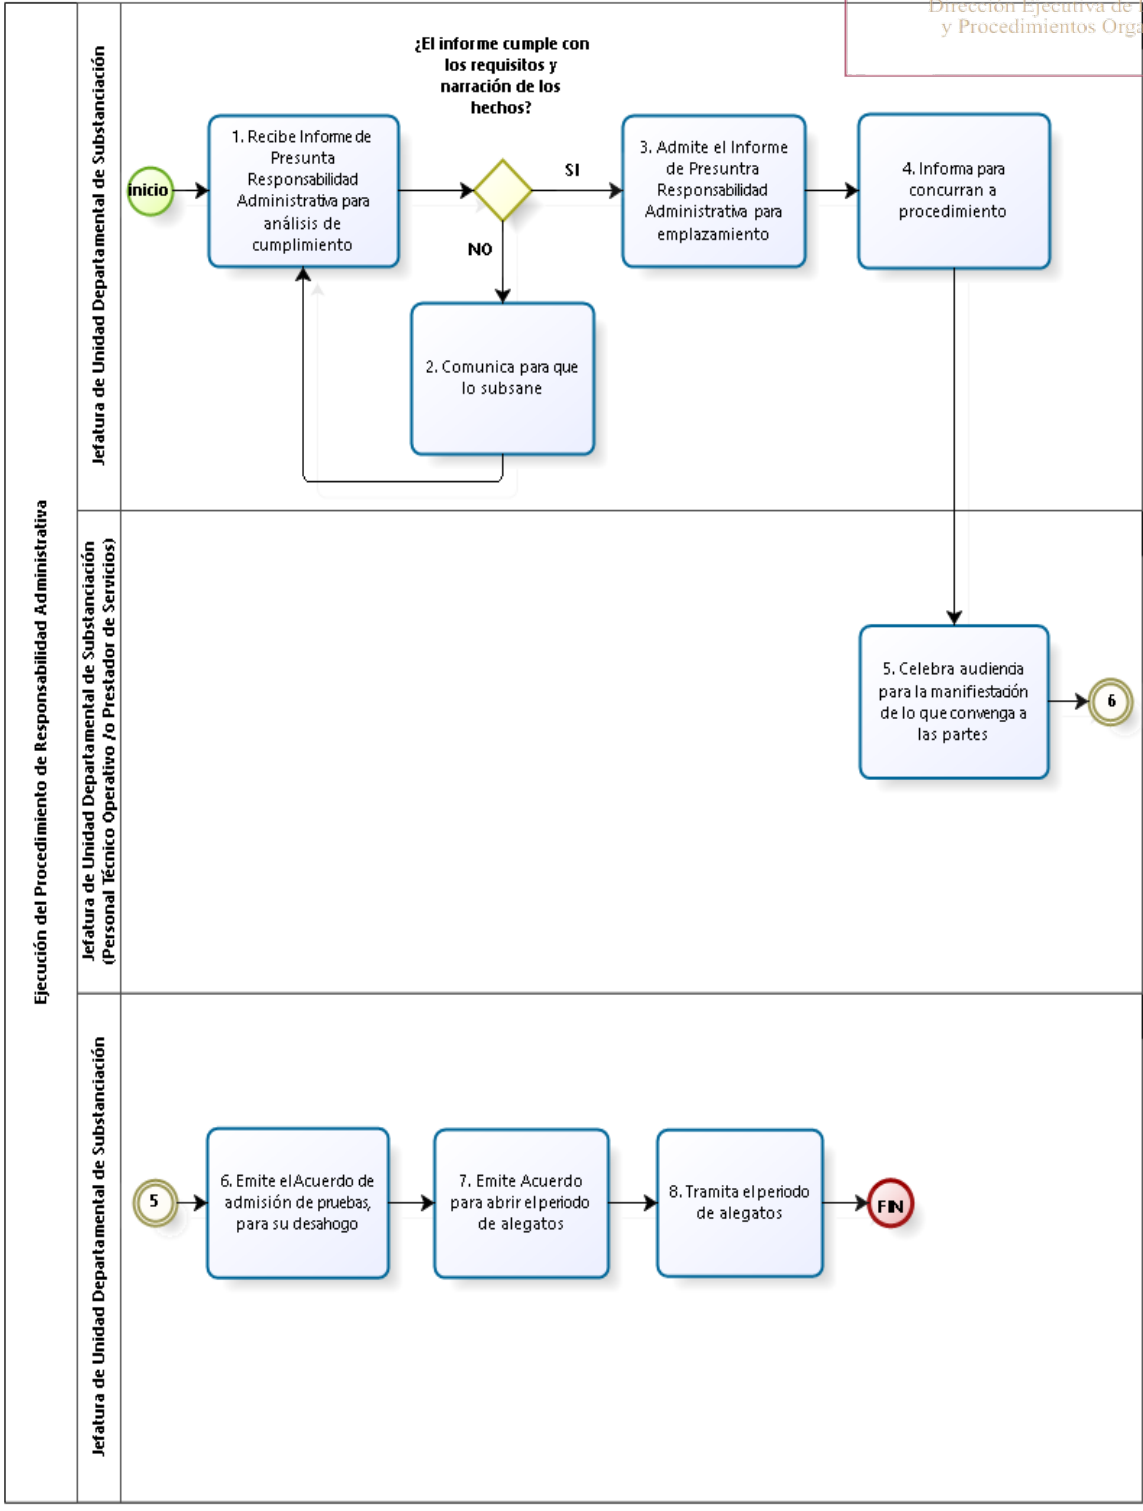 Dirección Ejecutiva de
y Procedimientos Orga
Ejecución del Procedimiento de Responsabilidad Administrativa
Jefatura de Unidad Departamental de Substanciación
¿El informe cumple con
los requisitos y
narración de los
hechos?
inicio
1. Recibe Informe de
Presunta
Responsabilidad
Administrativa para
análisis de
cumplimiento
SI
NO
2. Comunica para que
lo subsane
3. Admite el Informe
de Presuntra
Responsabilidad
Administrativa para
emplazamiento
4. Informa para
concurran a
procedimiento
Jefatura de Unidad Departamental de Substanciación
(Personal Técnico Operativo /o Prestador de Servicios)
5. Celebra audiencia
para la manifiestación
de lo que convenga a
las partes
6
Jefatura de Unidad Departamental de Substanciación
5
6. Emite el Acuerdo de
admisión de pruebas,
para su desahogo
7. Emite Acuerdo
para abrir el periodo
de alegatos
8. Tramita el periodo
de alegatos
FIN